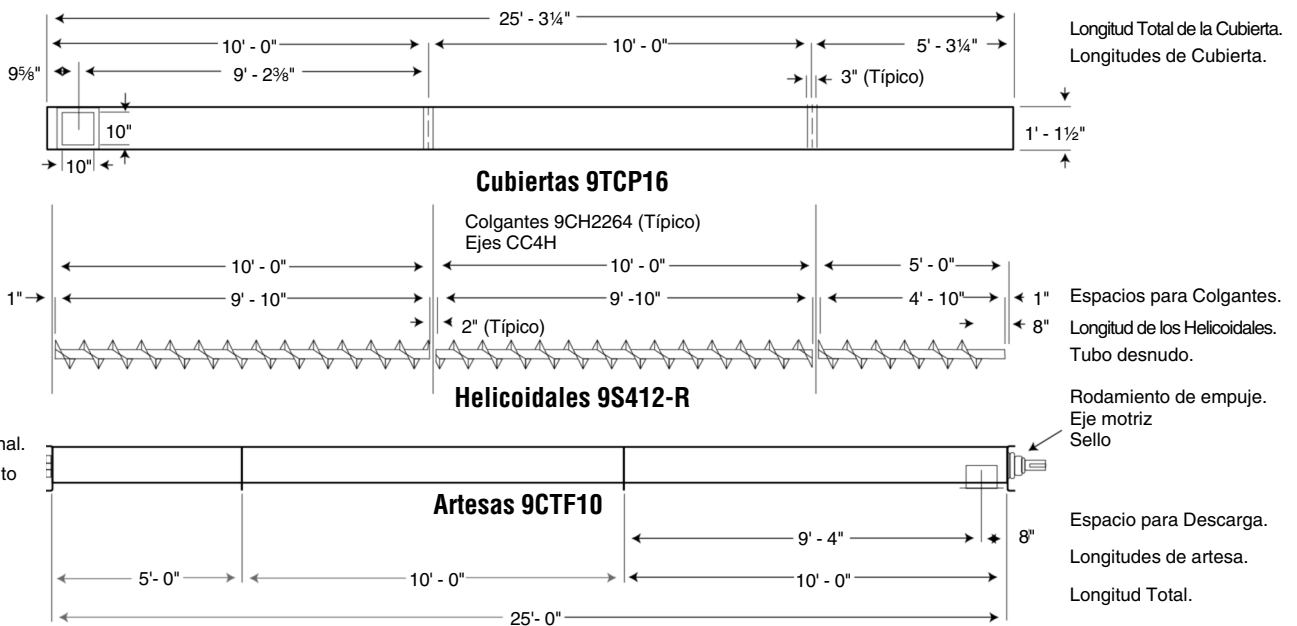 25' - 3¼"
Longitud Total de la Cubierta.
10' - 0"
10' - 0"
5' - 3¼"
Longitudes de Cubierta.
9⅝"
9' - 2⅜"
3" (Típico)
10"
10"
1' - 1½"
Cubiertas 9TCP16
Colgantes 9CH2264 (Típico)
Ejes CC4H
10' - 0"
10' - 0"
5' - 0"
1"
9' - 10"
9' -10"
4' - 10"
1"
Espacios para Colgantes.
2" (Típico)
8"
Longitud de los Helicoidales.
Tubo desnudo.
Helicoidales 9S412-R
Rodamiento de empuje.
Eje motriz
Sello
nal.
to
Artesas 9CTF10
9' - 4"
8"
Espacio para Descarga.
5'- 0"
10' - 0"
10' - 0"
Longitudes de artesa.
25'- 0"
Longitud Total.